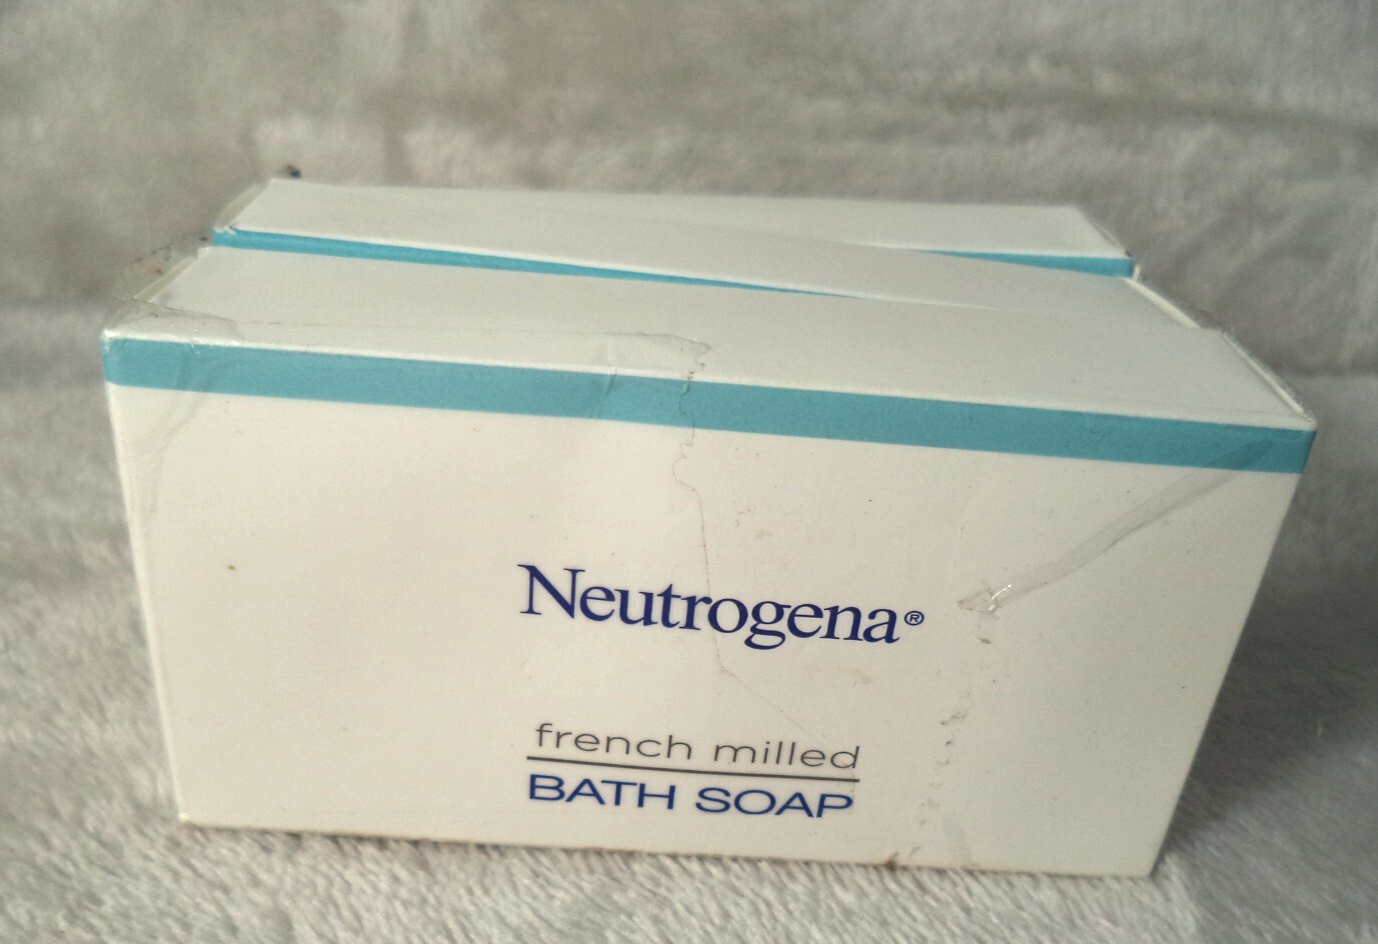 Neutrogena®
french milled
BATH SOAP